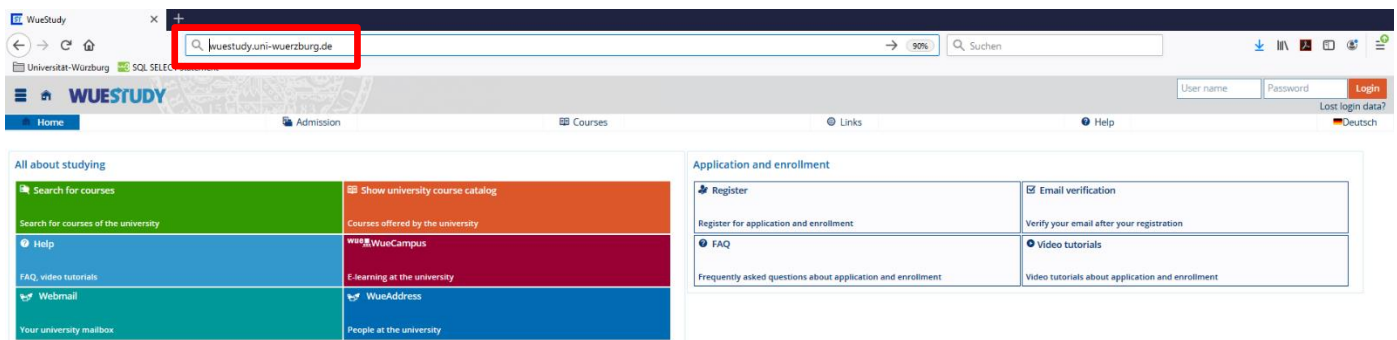 WueStudy
wuestudy.uni-wuerzburg.de
90%
Suchen
Universität-Würzburg
SQL SELECT Statement
WUESTUDY
User name
Password
Login
Lost login data?
Home
Admission
Courses
Links
Help
Deutsch
All about studying
Search for courses
Search for courses of the university
Show university course catalog
Courses offered by the university
Help
FAQ, video tutorials
WueCampus
E-learning at the university
Webmail
Your university mailbox
WueAddress
People at the university
Application and enrollment
Register
Register for application and enrollment
Email verification
Verify your email after your registration
FAQ
Frequently asked questions about application and enrollment
Video tutorials
Video tutorials about application and enrollment